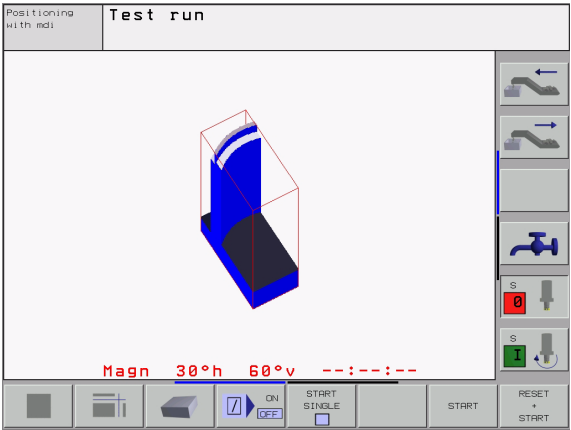 Positioning
with mdi
Test run
S
0
S
I
Magn 30°h 60°v --:--:--
ON
OFF
START
SINGLE
START
RESET
+
START